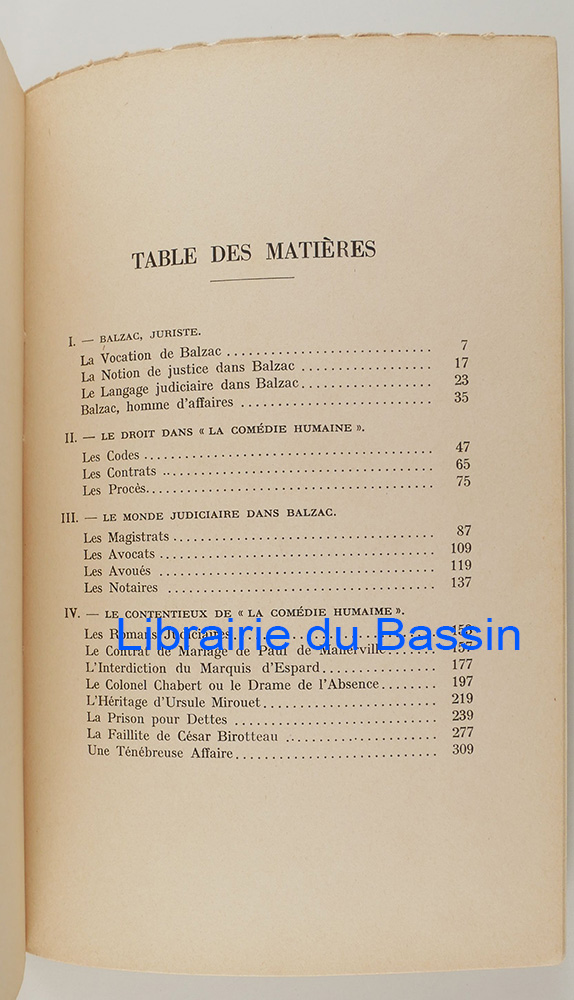 TABLE DES MATIÈRES
I. — BALZAC, JURISTE.
La Vocation de Balzac .......................... 7
La Notion de justice dans Balzac ................. 17
Le Langage judiciaire dans Balzac................. 23
Balzac, homme d'affaires ........................ 35
II. — LE DROIT DANS « LA COMÉDIE HUMAINE ».
Les Codes ...................................... 47
Les Contrats ................................... 65
Les Procès..................................... 75
III. — LE MONDE JUDICIAIRE DANS BALZAC.
Les Magistrats .................................. 87
Les Avocats .................................... 109
Les Avoués .................................... 119
Les Notaires ................................... 137
IV. — LE CONTENTIEUX DE « LA COMÉDIE HUMAIME ».
Les Romans Judiciaires..........................
Librairie du Bassin
Le Contrat de Mariage de Paul de Manerville....... 157
L'Interdiction du Marquis d'Espard............... 177
Le Colonel Chabert ou le Drame de l'Absence........ 197
L'Héritage d'Ursule Mirouet...................... 219
La Prison pour Dettes .......................... 239
La Faillite de César Birotteau ................... 277
Une Ténébreuse Affaire.......................... 309